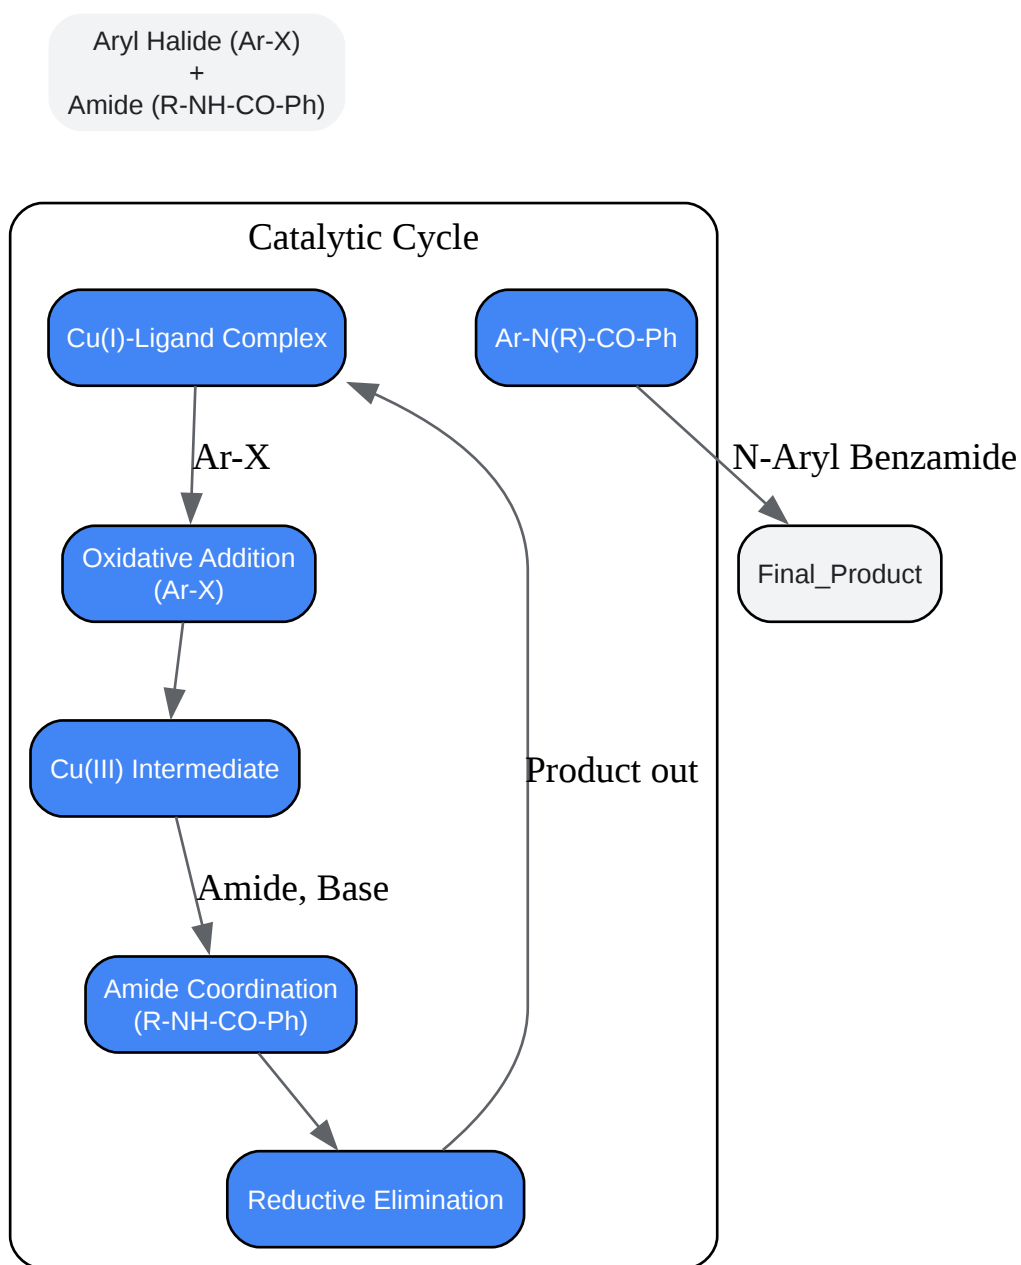 Aryl Halide (Ar-X)
+
Amide (R-NH-CO-Ph)
Catalytic Cycle
Cu(I)-Ligand Complex
Ar-N(R)-CO-Ph
Ar-X
N-Aryl Benzamide
Oxidative Addition
(Ar-X)
Final_Product
Cu(III) Intermediate
Product out
Amide, Base
Amide Coordination
(R-NH-CO-Ph)
Reductive Elimination